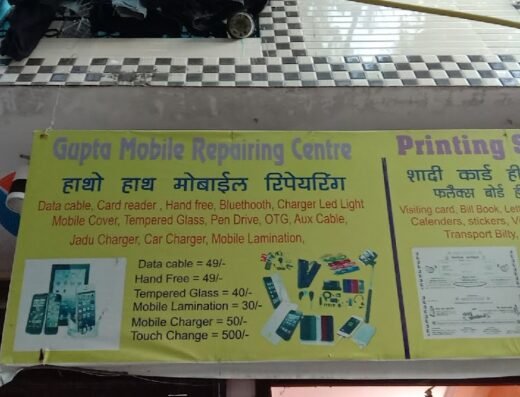 Gupta Mobile Repairing Centre
हाथो हाथ मोबाईल रिपेयरिंग
Data cable, Card reader , Hand free, Bluethooth, Charger Led Light
Mobile Cover, Tempered Glass, Pen Drive, OTG, Aux Cable,
Jadu Charger, Car Charger, Mobile Lamination,
Data cable = 49/-
Hand Free = 49/-
Tempered Glass = 40/-
Mobile Lamination = 30/-
Mobile Charger = 50/-
Touch Change = 500/-
Printing S
शादी कार्ड ही
फलैक्स बोर्ड ही
Visiting card, Bill Book, Lett
Calenders, stickers, V
Transport Bilty,